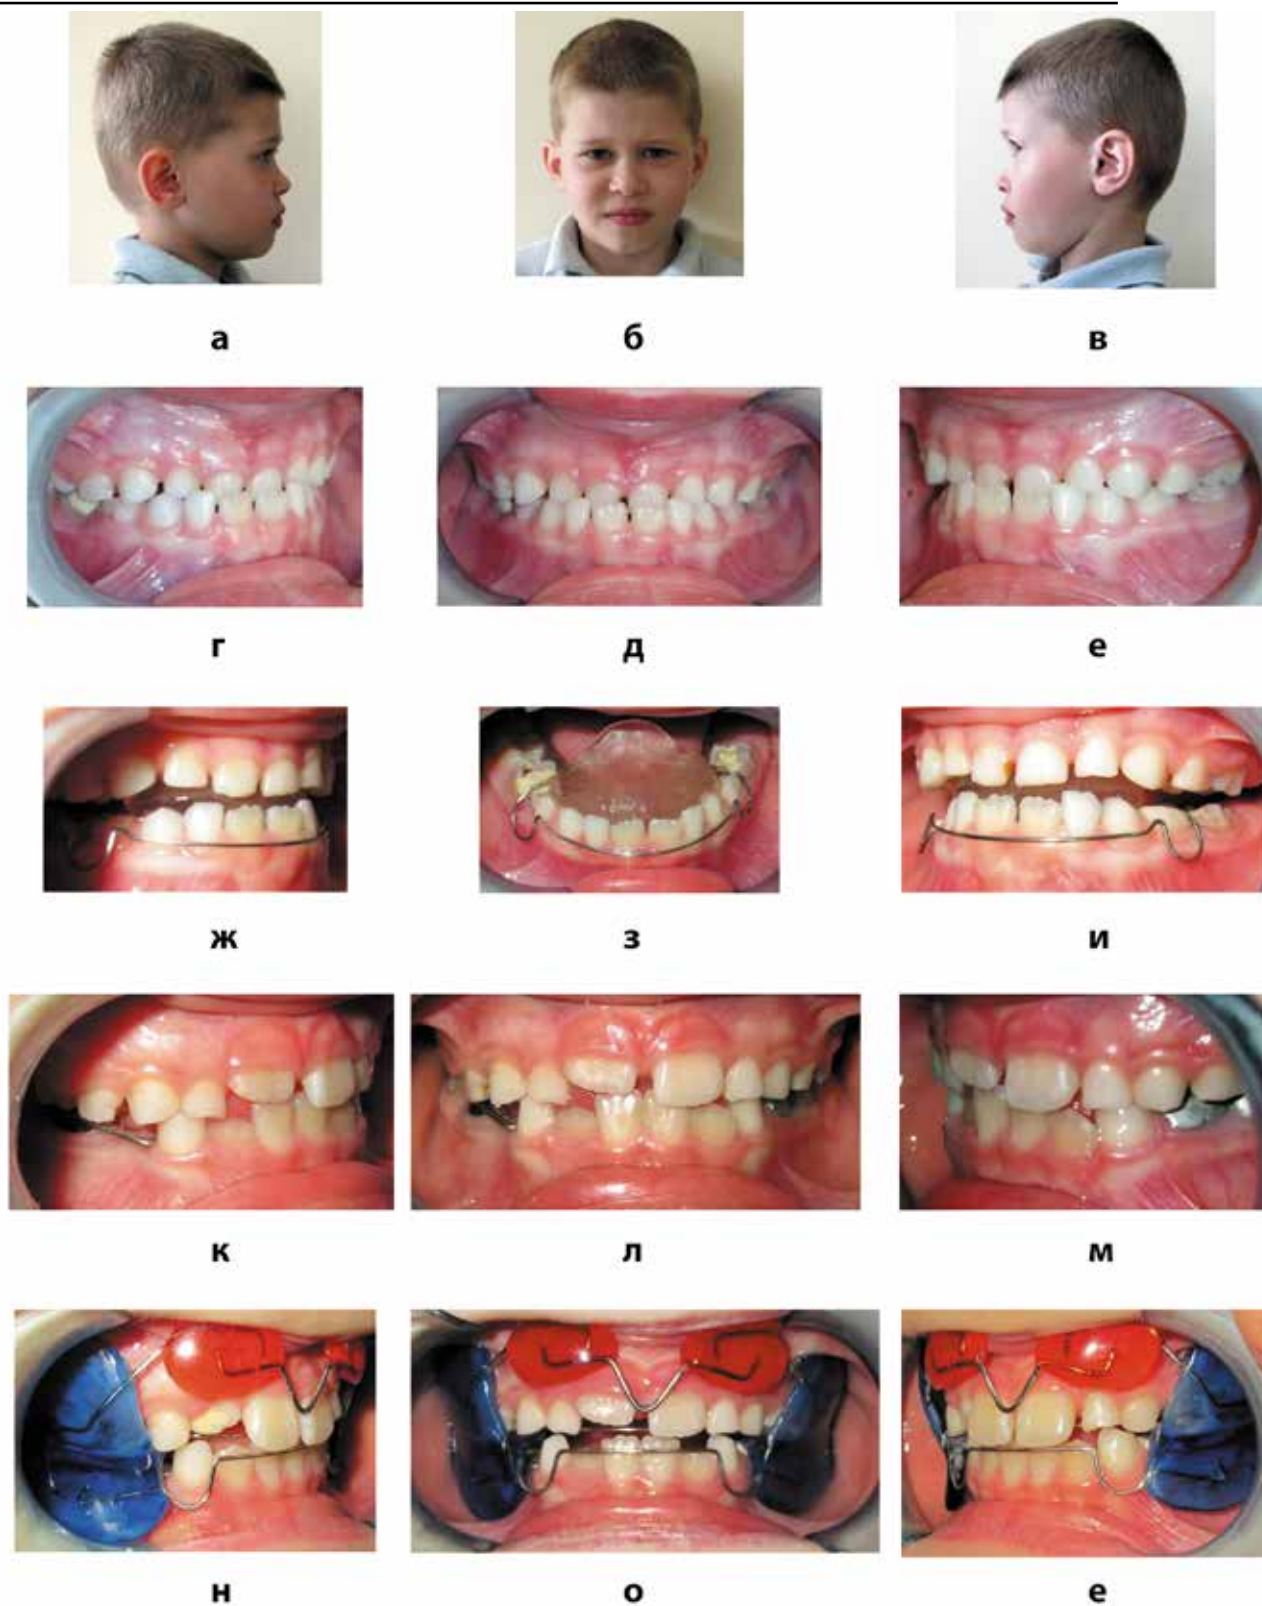 а б в
г д е
ж з и
к л м
н о е